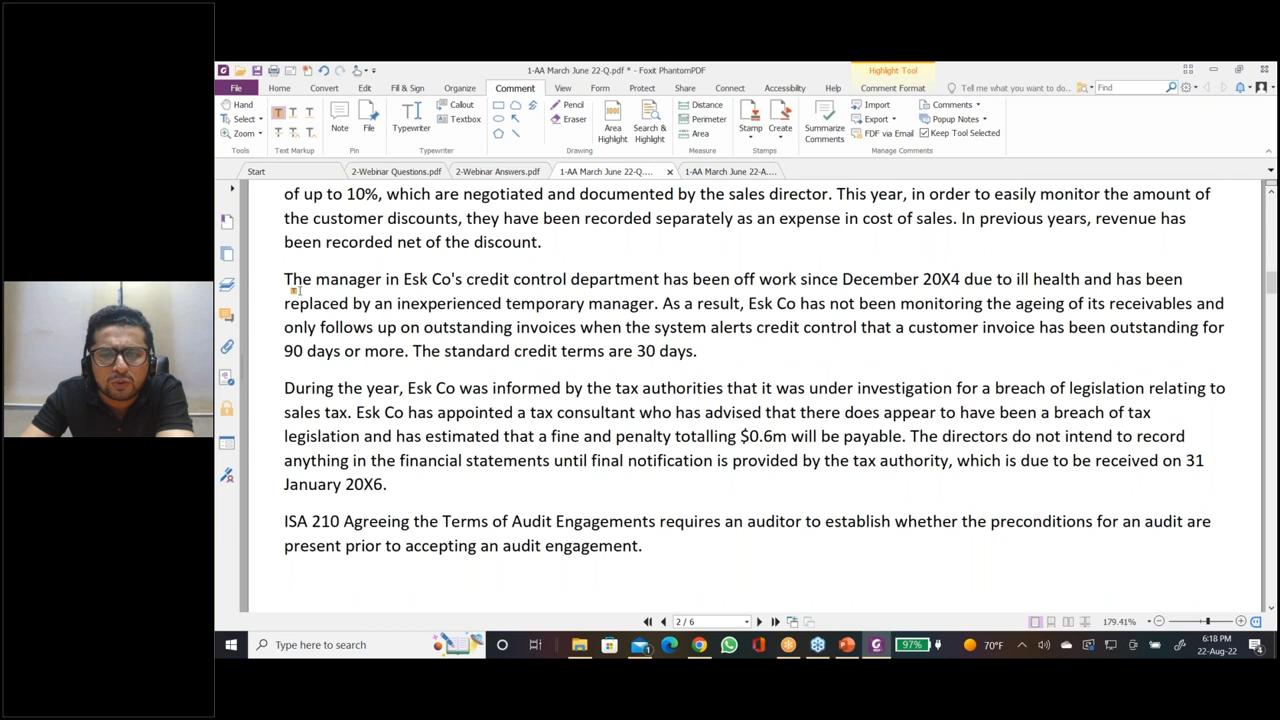 1-AA March June 22-Q.pdf * - Foxit PhantomPDF
Highlight Tool
File Home Convert Edit Fill & Sign Organize Comment View Form Protect Share Connect Accessibility Help Comment Format Tell me what you want to do.. Find
Hand Select Zoom Tools
Text Markup
Note File Pin
Typewriter Callout Textbox Typewriter
Pencil Eraser Drawing
Area Highlight Search & Highlight
Distance Perimeter Area Measure
Stamp Create Stamps
Summarize Comments Import Export FDF via Email Comments Popup Notes Keep Tool Selected Manage Comments
Start 2-Webinar Questions.pdf 2-Webinar Answers.pdf 1-AA March June 22-Q.... 1-AA March June 22-A....
of up to 10%, which are negotiated and documented by the sales director. This year, in order to easily monitor the amount of
the customer discounts, they have been recorded separately as an expense in cost of sales. In previous years, revenue has
been recorded net of the discount.
The manager in Esk Co's credit control department has been off work since December 20X4 due to ill health and has been
replaced by an inexperienced temporary manager. As a result, Esk Co has not been monitoring the ageing of its receivables and
only follows up on outstanding invoices when the system alerts credit control that a customer invoice has been outstanding for
90 days or more. The standard credit terms are 30 days.
During the year, Esk Co was informed by the tax authorities that it was under investigation for a breach of legislation relating to
sales tax. Esk Co has appointed a tax consultant who has advised that there does appear to have been a breach of tax
legislation and has estimated that a fine and penalty totalling $0.6m will be payable. The directors do not intend to record
anything in the financial statements until final notification is provided by the tax authority, which is due to be received on 31
January 20X6.
ISA 210 Agreeing the Terms of Audit Engagements requires an auditor to establish whether the preconditions for an audit are
present prior to accepting an audit engagement.
2 / 6 179.41%
Type here to search 97% 70°F 6:18 PM
22-Aug-22